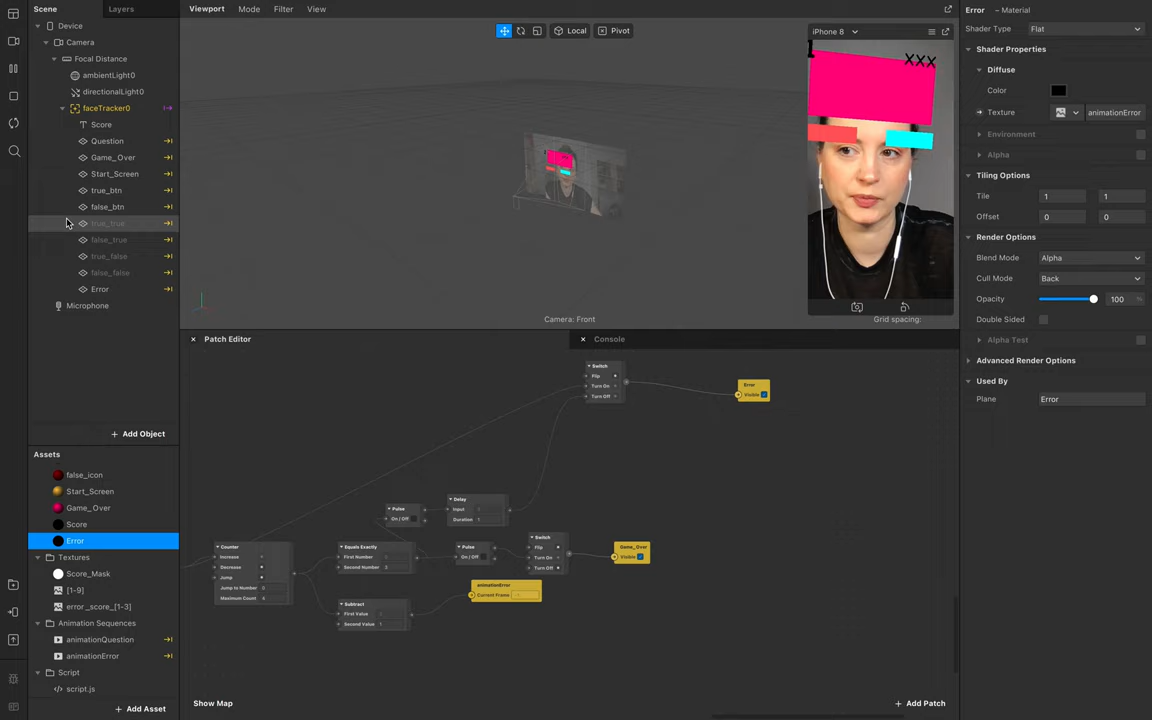 Scene
Layers
Viewport
Mode
Filter
View
Local
Pivot
Device
Camera
Focal Distance
ambientLight0
directionalLight0
faceTracker0
Score
Question
Game_Over
Start_Screen
true_btn
false_btn
true_true
false_true
true_false
false_false
Error
Microphone
+ Add Object
Assets
false_icon
Start_Screen
Game_Over
Score
Error
Textures
Score_Mask
[1-9]
error_score_[1-3]
Animation Sequences
animationQuestion
animationError
Script
script.js
+ Add Asset
iPhone 8
1
XXX
Camera: Front
Grid spacing:
Patch Editor
Console
Switch
Flip
Turn On
Turn Off
Error
Visible
Pulse
On / Off
Delay
Input
Duration 1
Counter
Increase
Decrease
Jump
Jump to Number 0
Maximum Count
Equals Exactly
First Number
Second Number 3
Pulse
On / Off
Switch
Flip
Turn On
Turn Off
Game_Over
Visible
animationError
Current Frame
Subtract
First Value
Second Value 1
Show Map
+ Add Patch
Error – Material
Shader Type Flat
Shader Properties
Diffuse
Color
Texture animationError
Environment
Alpha
Tiling Options
Tile 1 1
Offset 0 0
Render Options
Blend Mode Alpha
Cull Mode Back
Opacity 100 %
Double Sided
Alpha Test
Advanced Render Options
Used By
Plane Error